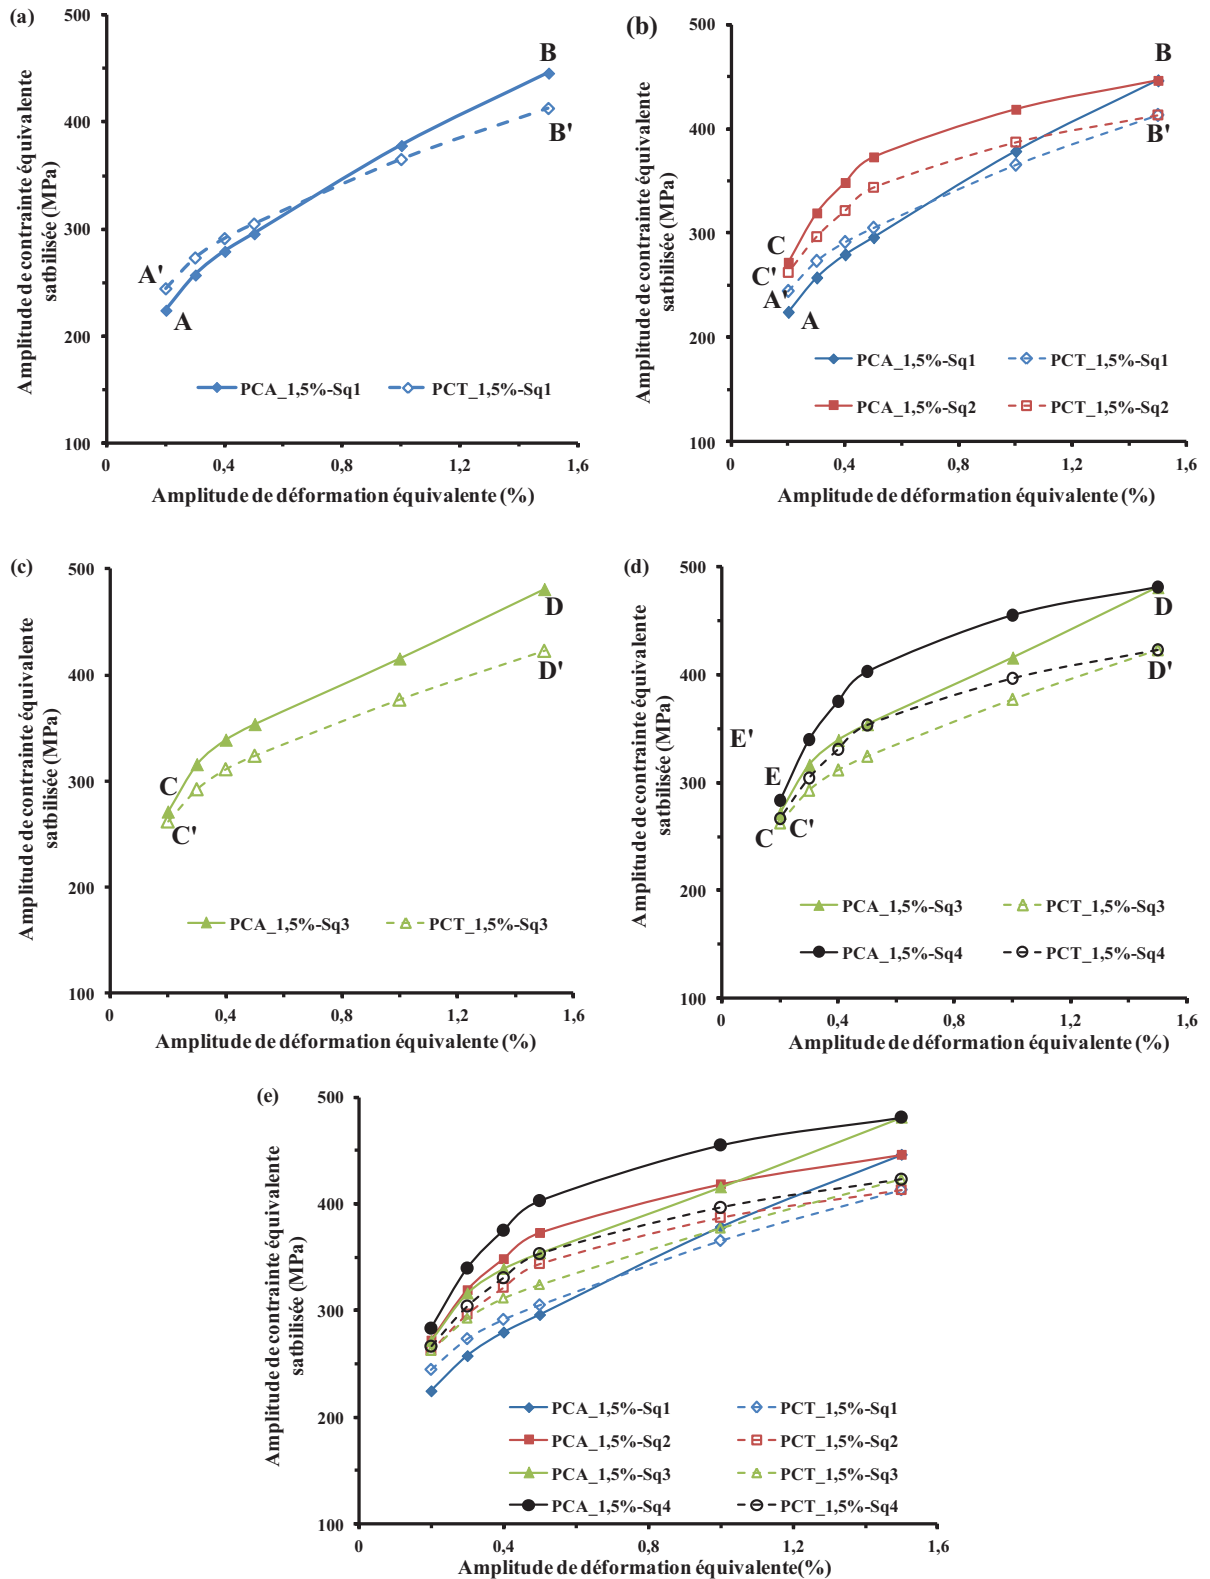 (a)
500
400
300
200
100
0
0,4
0,8
1,2
1,6
Amplitude de contrainte équivalente
satbilisée (MPa)
Amplitude de déformation équivalente (%)
A'
A
B
B'
PCA_1,5%-Sq1
PCT_1,5%-Sq1
(b)
500
400
300
200
100
0
0,4
0,8
1,2
1,6
Amplitude de contrainte équivalente
satbilisée (MPa)
Amplitude de déformation équivalente (%)
C
C'
A'
A
B
B'
PCA_1,5%-Sq1
PCT_1,5%-Sq1
PCA_1,5%-Sq2
PCT_1,5%-Sq2
(c)
500
400
300
200
100
0
0,4
0,8
1,2
1,6
Amplitude de contrainte équivalente
satbilisée (MPa)
Amplitude de déformation équivalente (%)
C
C'
D
D'
PCA_1,5%-Sq3
PCT_1,5%-Sq3
(d)
500
400
300
200
100
0
0,4
0,8
1,2
1,6
Amplitude de contrainte équivalente
satbilisée (MPa)
Amplitude de déformation équivalente (%)
E'
E
C
C'
D
D'
PCA_1,5%-Sq3
PCT_1,5%-Sq3
PCA_1,5%-Sq4
PCT_1,5%-Sq4
(e)
500
400
300
200
100
0
0,4
0,8
1,2
1,6
Amplitude de contrainte équivalente
satbilisée (MPa)
Amplitude de déformation équivalente(%)
PCA_1,5%-Sq1
PCT_1,5%-Sq1
PCA_1,5%-Sq2
PCT_1,5%-Sq2
PCA_1,5%-Sq3
PCT_1,5%-Sq3
PCA_1,5%-Sq4
PCT_1,5%-Sq4